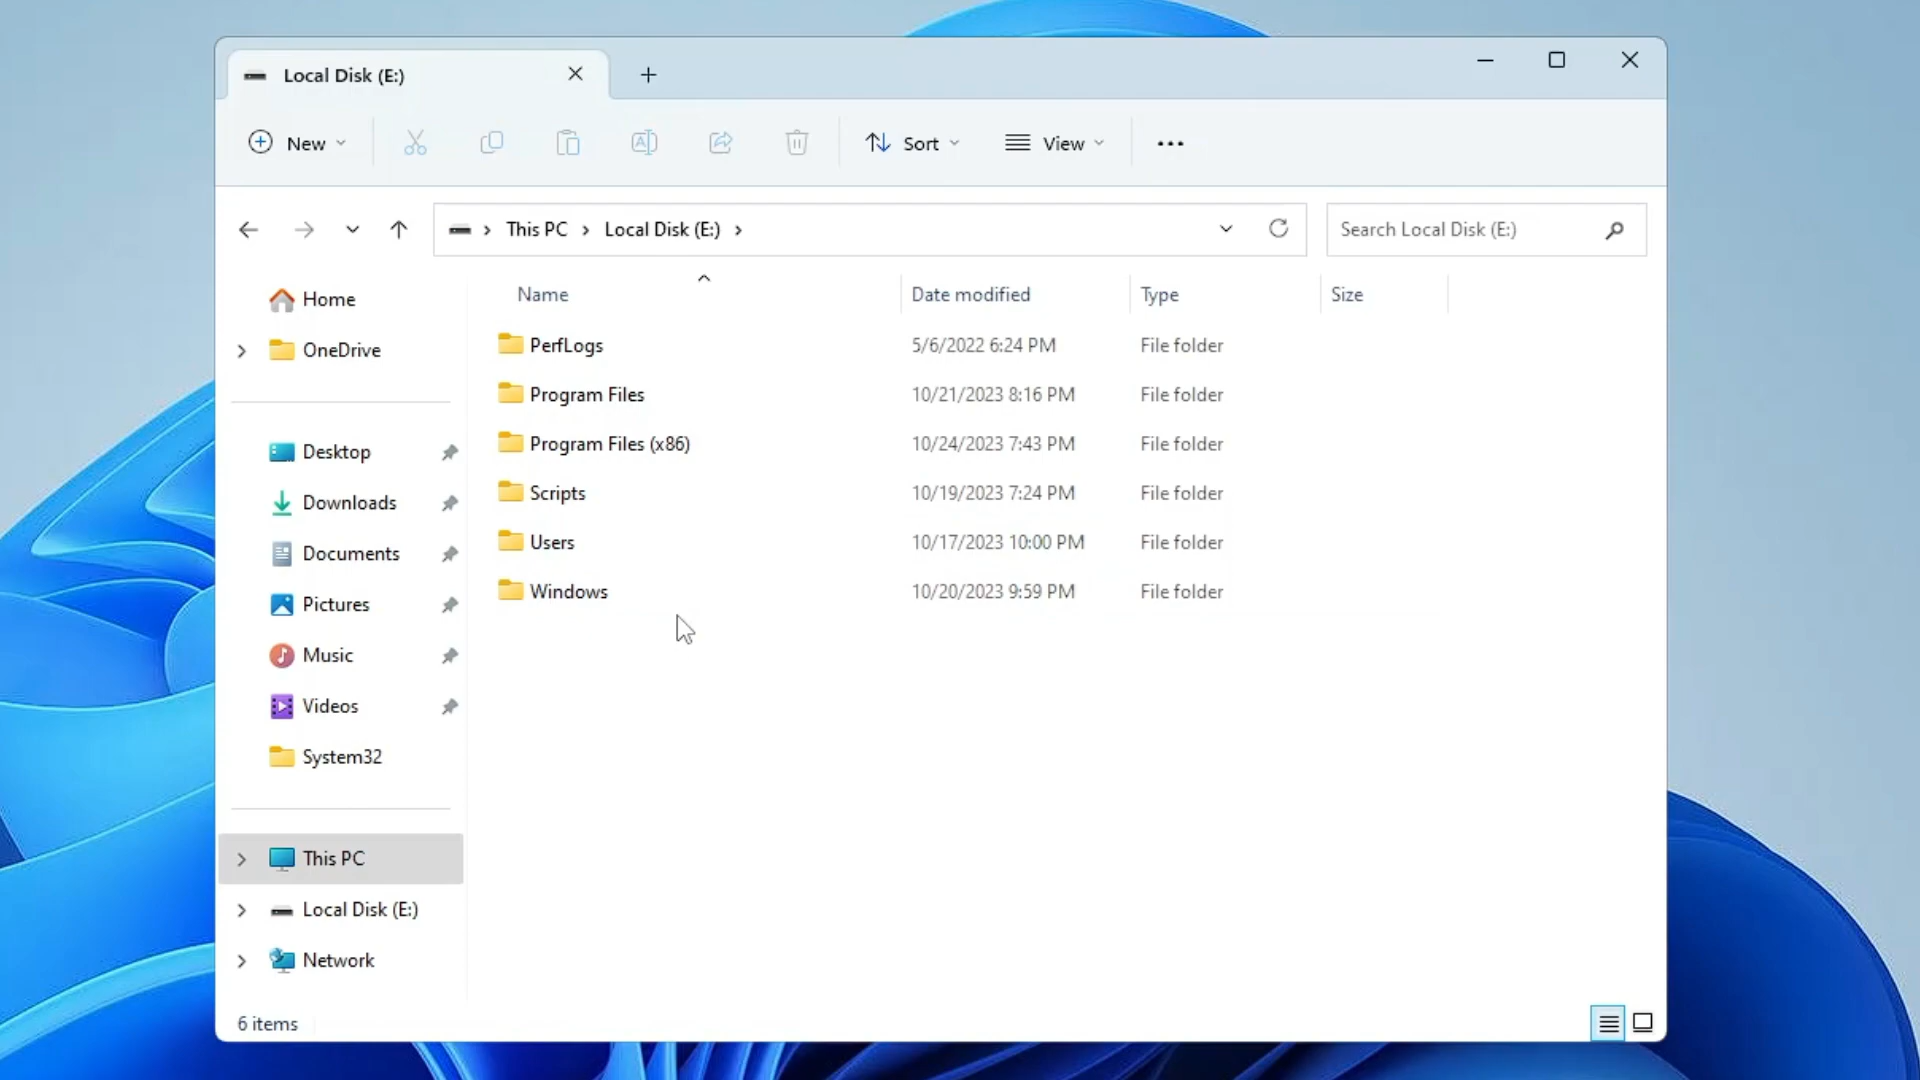 Local Disk (E:)
New
Sort
View
This PC
Local Disk (E:)
Search Local Disk (E:)
Home
OneDrive
Desktop
Downloads
Documents
Pictures
Music
Videos
System32
This PC
Local Disk (E:)
Network
Name Date modified Type Size
PerfLogs 5/6/2022 6:24 PM File folder
Program Files 10/21/2023 8:16 PM File folder
Program Files (x86) 10/24/2023 7:43 PM File folder
Scripts 10/19/2023 7:24 PM File folder
Users 10/17/2023 10:00 PM File folder
Windows 10/20/2023 9:59 PM File folder
6 items